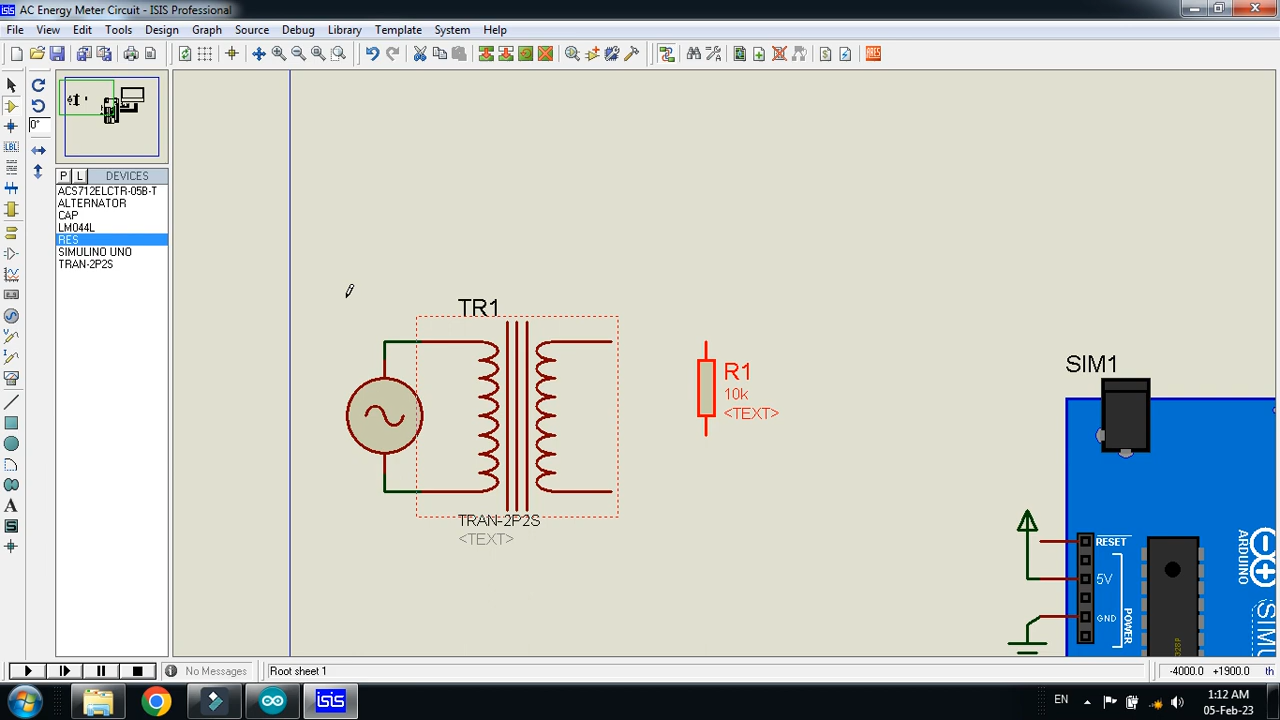 AC Energy Meter Circuit - ISIS Professional
File View Edit Tools Design Graph Source Debug Library Template System Help
ARES
0°
LBL
P L DEVICES
ACS712ELCTR-05B-T
ALTERNATOR
CAP
LM044L
RES
SIMULINO UNO
TRAN-2P2S
A
S
TR1
TRAN-2P2S
<TEXT>
R1
10k
<TEXT>
SIM1
RESET
5V
GND
POWER
ARDUINO
No Messages
Root sheet 1
-4000.0 +1900.0 th
isis
EN
1:12 AM
05-Feb-23